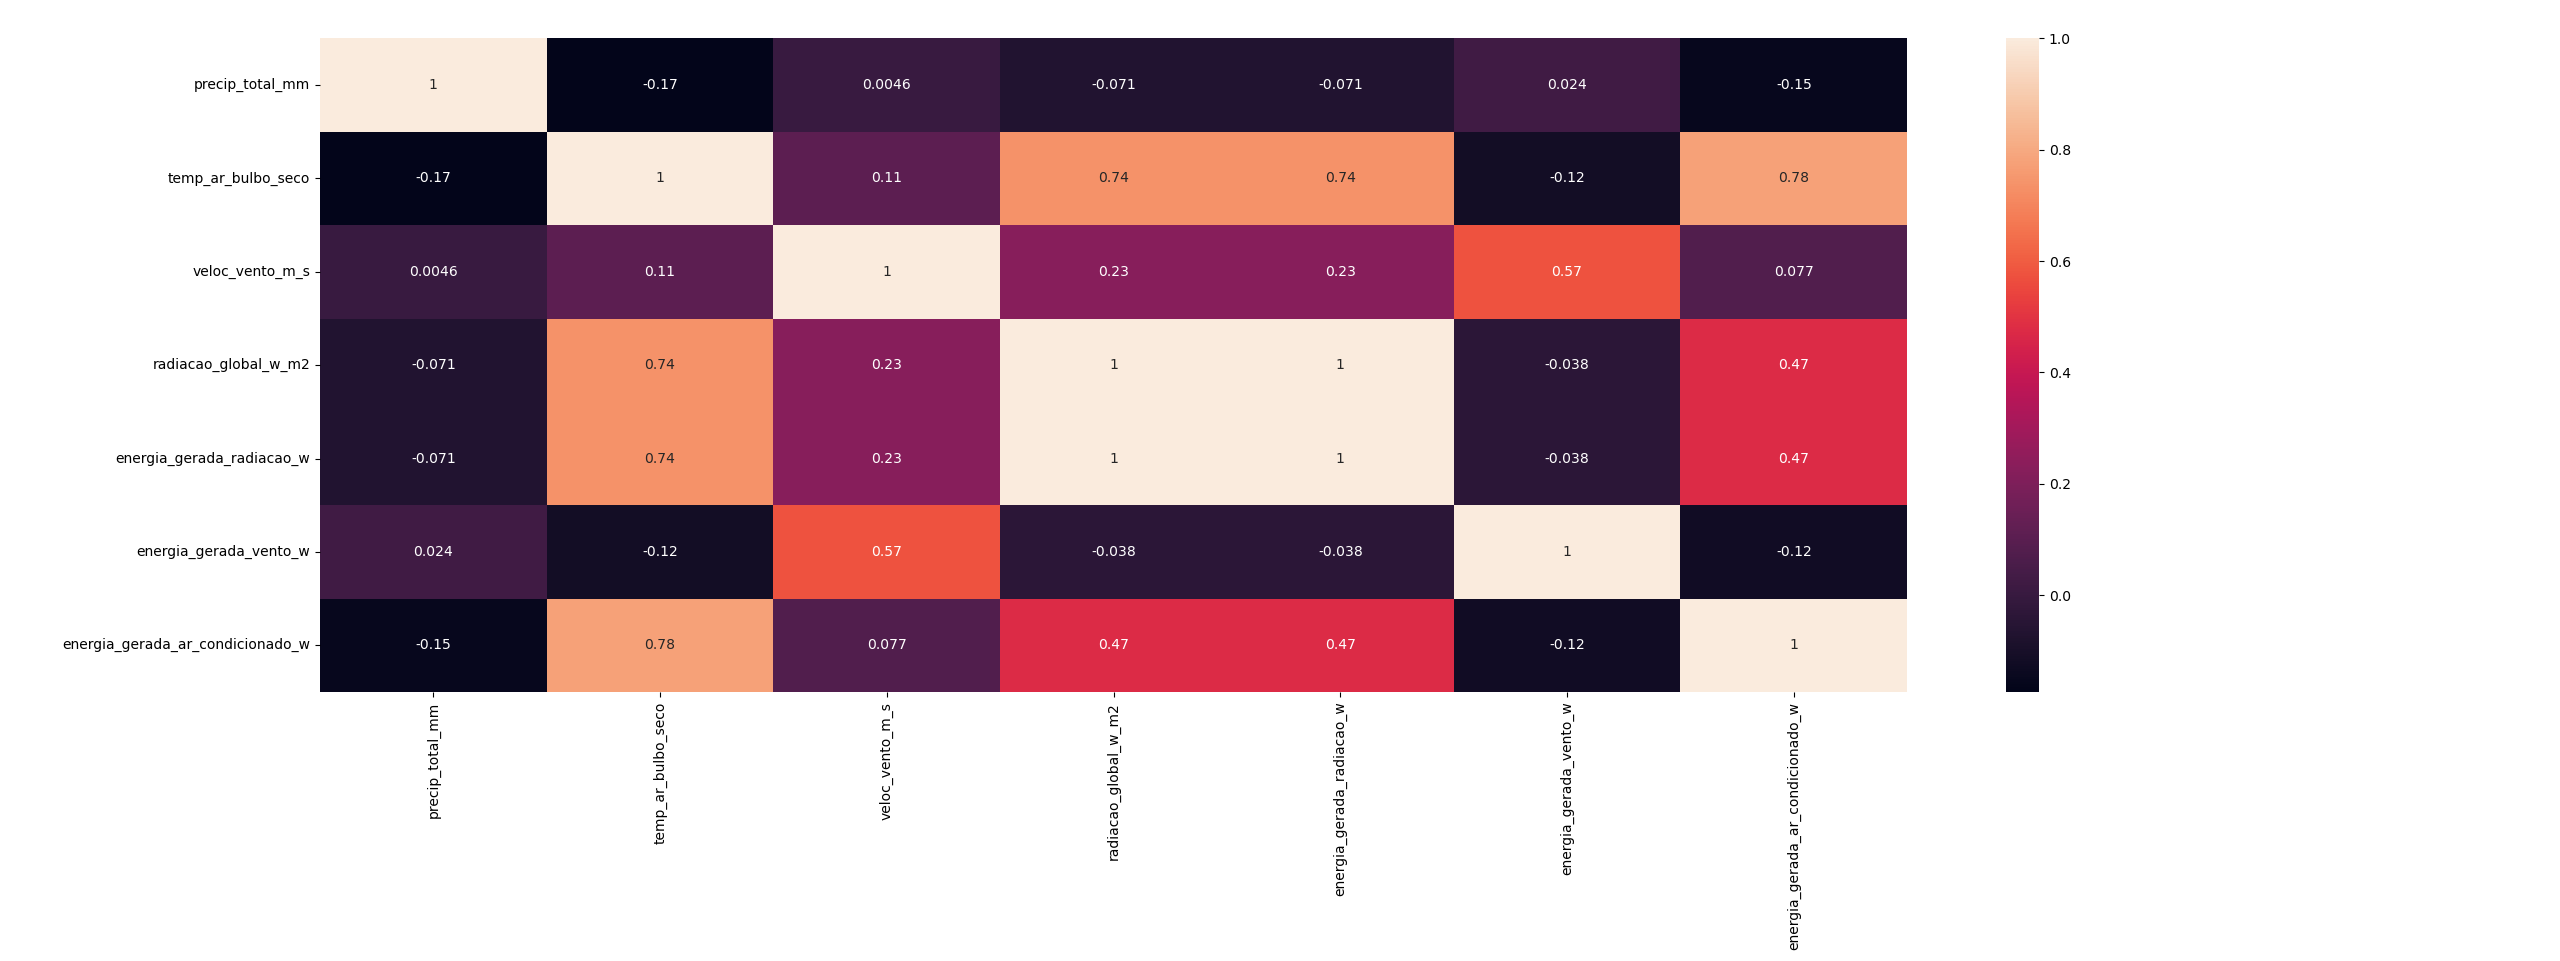 precip_total_mm 1 -0.17 0.0046 -0.071 -0.071 0.024 -0.15
temp_ar_bulbo_seco -0.17 1 0.11 0.74 0.74 -0.12 0.78
veloc_vento_m_s 0.0046 0.11 1 0.23 0.23 0.57 0.077
radiacao_global_w_m2 -0.071 0.74 0.23 1 1 -0.038 0.47
energia_gerada_radiacao_w -0.071 0.74 0.23 1 1 -0.038 0.47
energia_gerada_vento_w 0.024 -0.12 0.57 -0.038 -0.038 1 -0.12
energia_gerada_ar_condicionado_w -0.15 0.78 0.077 0.47 0.47 -0.12 1
precip_total_mm
temp_ar_bulbo_seco
veloc_vento_m_s
radiacao_global_w_m2
energia_gerada_radiacao_w
energia_gerada_vento_w
energia_gerada_ar_condicionado_w
1.0
0.8
0.6
0.4
0.2
0.0